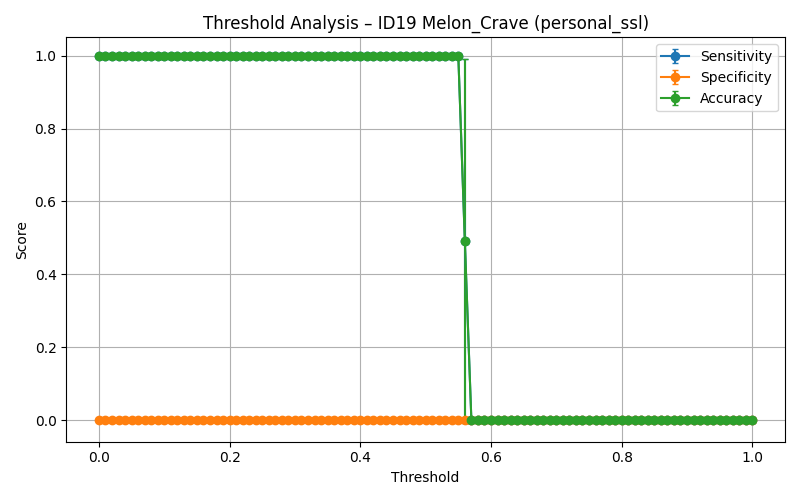 Threshold Analysis – ID19 Melon_Crave (personal_ssl)
Sensitivity
Specificity
Accuracy
Score
1.0
0.8
0.6
0.4
0.2
0.0
0.0 0.2 0.4 0.6 0.8 1.0
Threshold